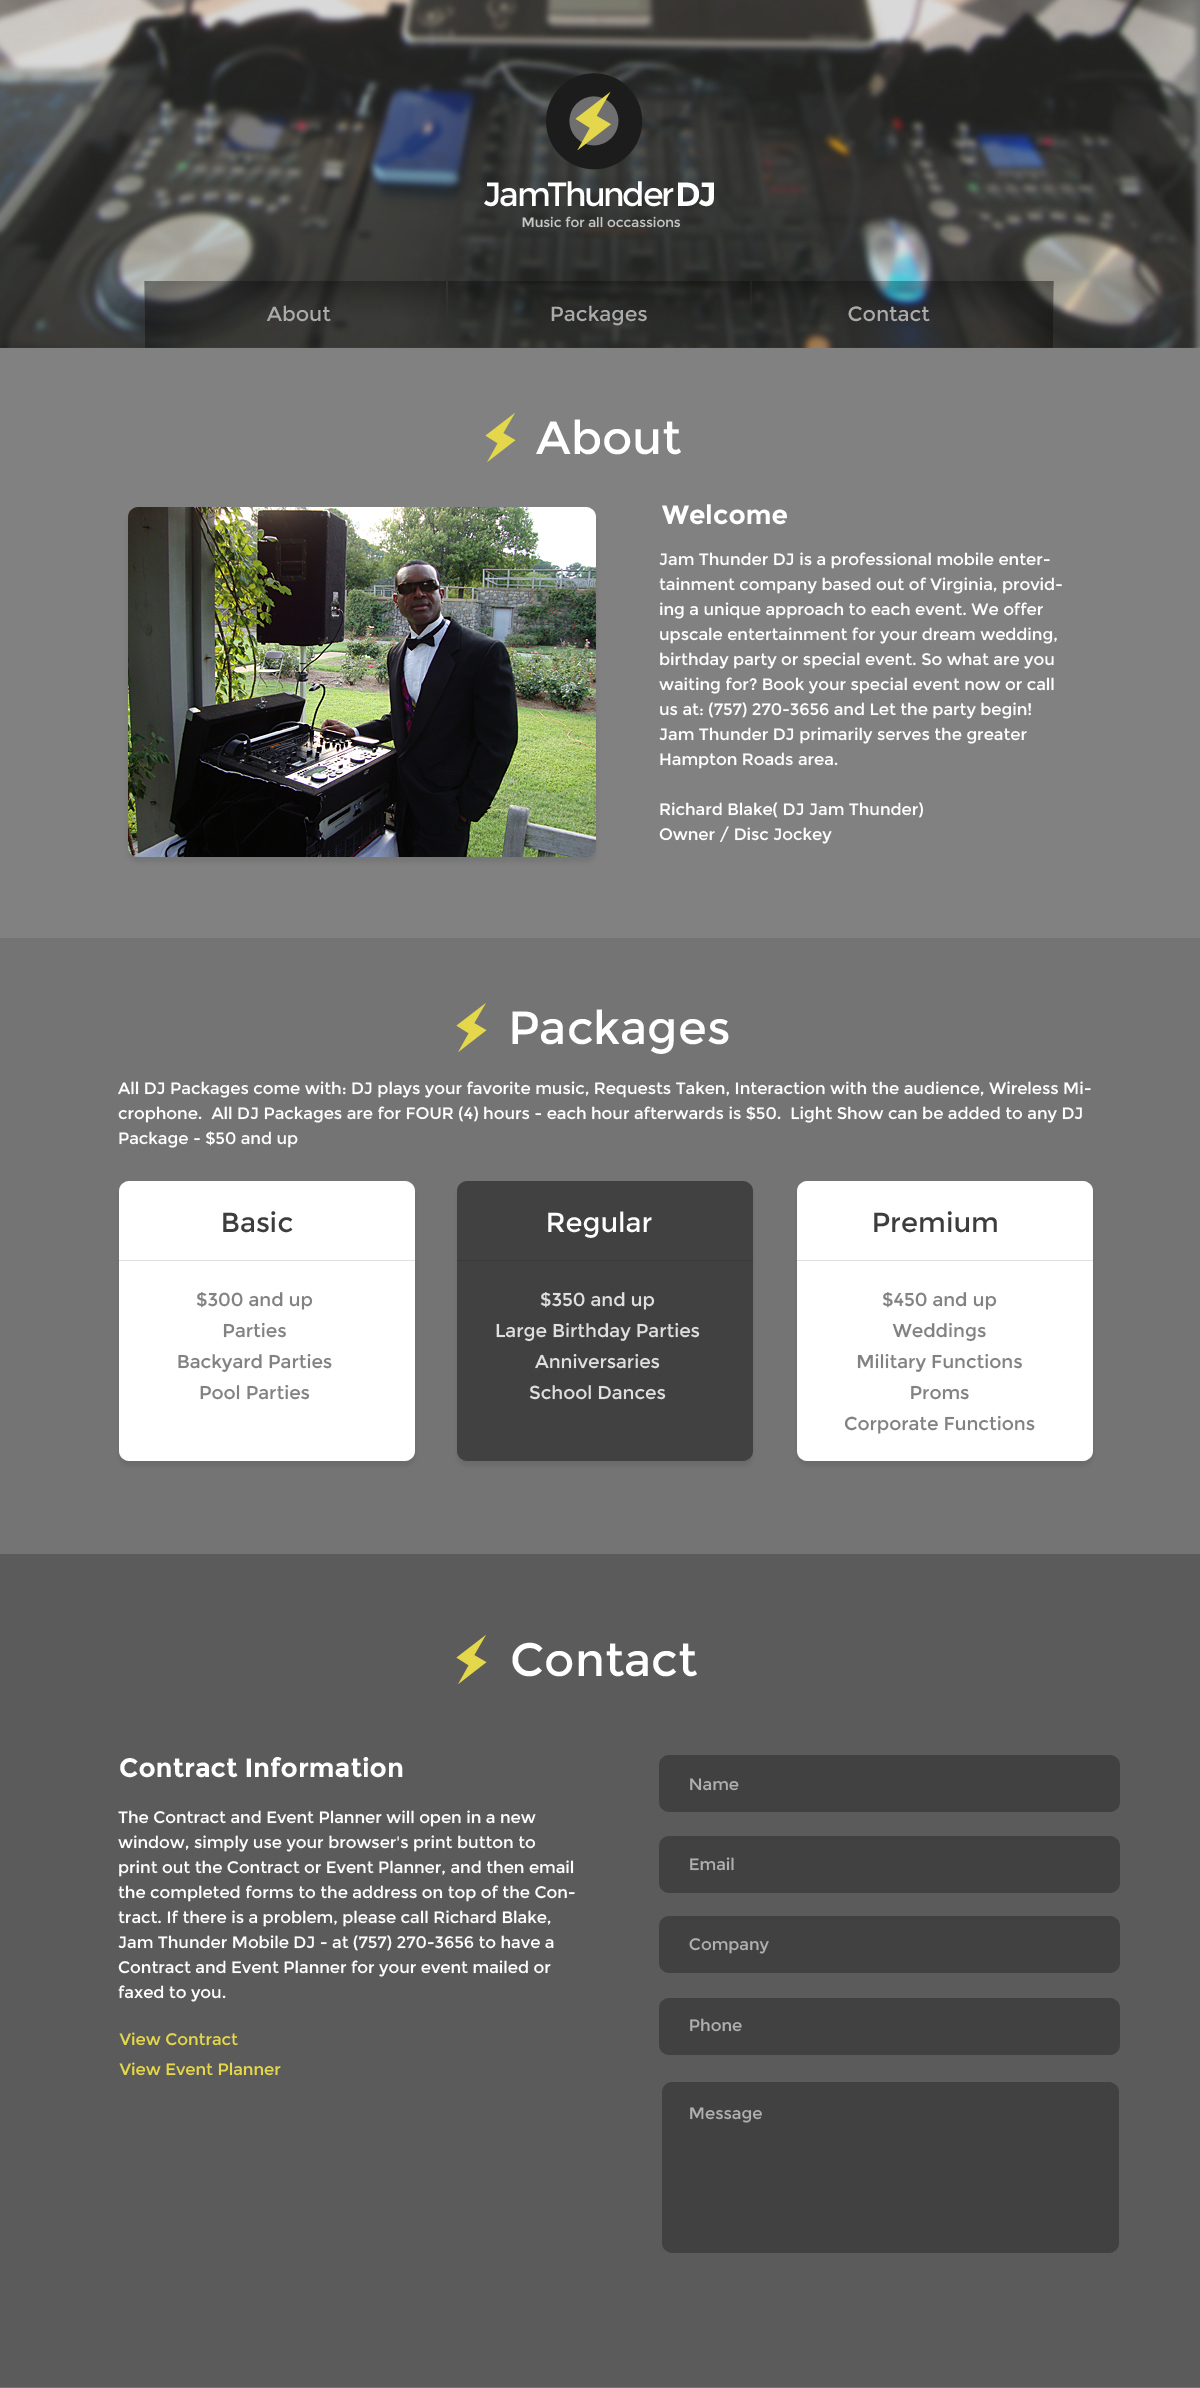 JamThunder DJ
Music for all occassions
About
Packages
Contact
About
Welcome
Jam Thunder DJ is a professional mobile enter-
tainment company based out of Virginia, provid-
ing a unique approach to each event. We offer
upscale entertainment for your dream wedding,
birthday party or special event. So what are you
waiting for? Book your special event now or call
us at: (757) 270-3656 and Let the party begin!
Jam Thunder DJ primarily serves the greater
Hampton Roads area.
Richard Blake( DJ Jam Thunder)
Owner / Disc Jockey
Packages
All DJ Packages come with: DJ plays your favorite music, Requests Taken, Interaction with the audience, Wireless Mi-
crophone.  All DJ Packages are for FOUR (4) hours - each hour afterwards is $50.  Light Show can be added to any DJ
Package - $50 and up
Basic
$300 and up
Parties
Backyard Parties
Pool Parties
Regular
$350 and up
Large Birthday Parties
Anniversaries
School Dances
Premium
$450 and up
Weddings
Military Functions
Proms
Corporate Functions
Contact
Contract Information
The Contract and Event Planner will open in a new
window, simply use your browser's print button to
print out the Contract or Event Planner, and then email
the completed forms to the address on top of the Con-
tract. If there is a problem, please call Richard Blake,
Jam Thunder Mobile DJ - at (757) 270-3656 to have a
Contract and Event Planner for your event mailed or
faxed to you.
View Contract
View Event Planner
Name
Email
Company
Phone
Message